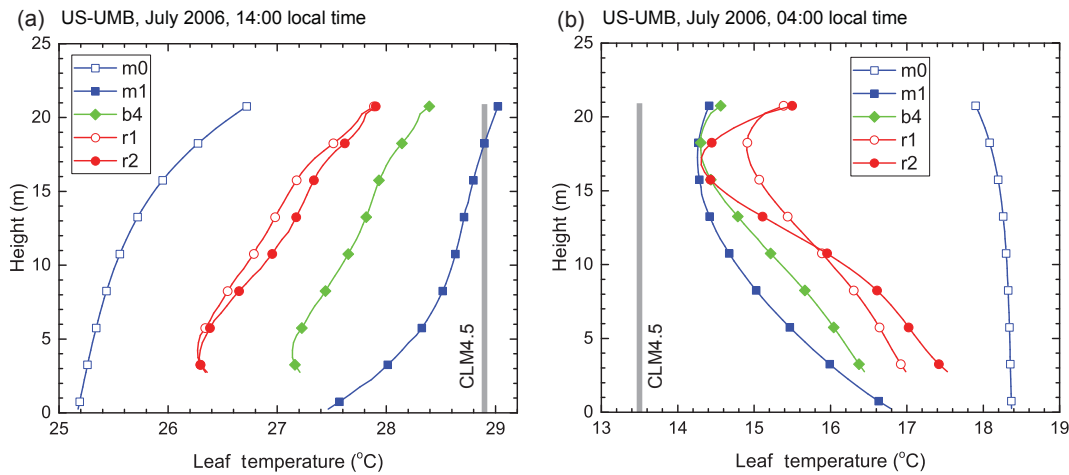 (a) US-UMB, July 2006, 14:00 local time
25
20
15
10
5
0
Height (m)
m0
m1
b4
r1
r2
CLM4.5
25 26 27 28 29
Leaf temperature (°C)
(b) US-UMB, July 2006, 04:00 local time
25
20
15
10
5
0
Height (m)
m0
m1
b4
r1
r2
CLM4.5
13 14 15 16 17 18 19
Leaf temperature (°C)